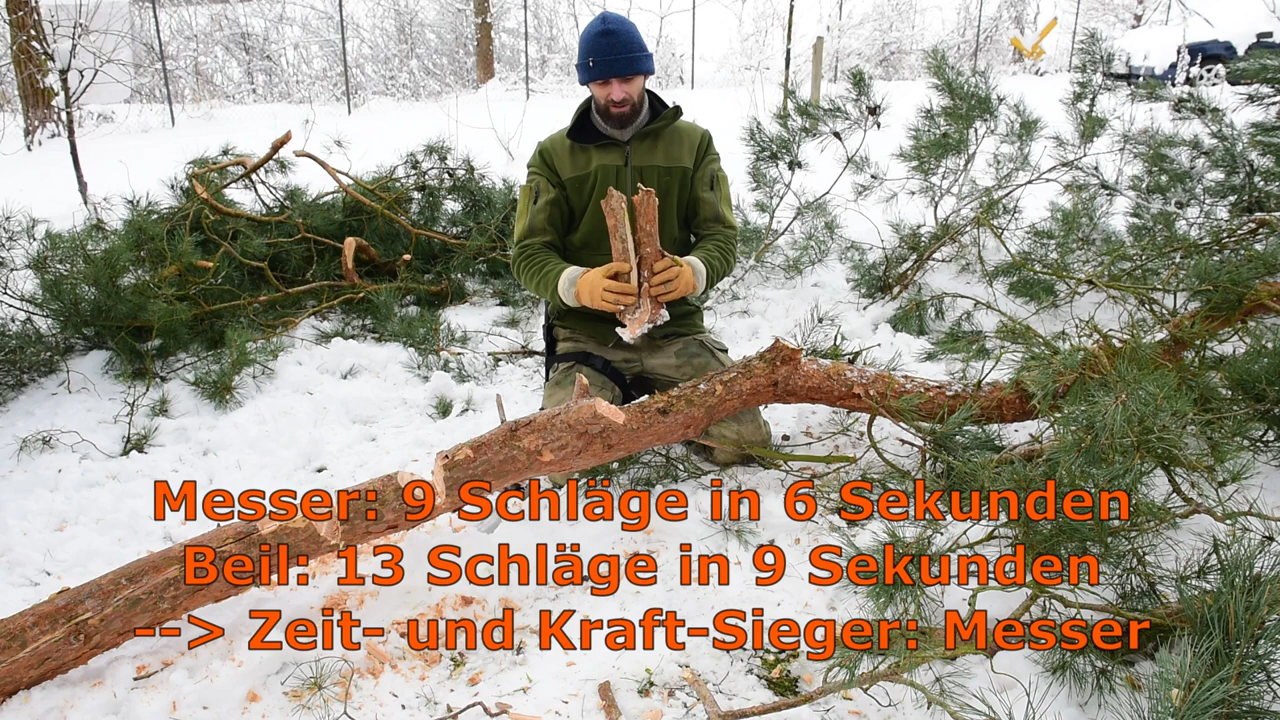 Messer: 9 Schläge in 6 Sekunden
Beil: 13 Schläge in 9 Sekunden
--> Zeit- und Kraft-Sieger: Messer